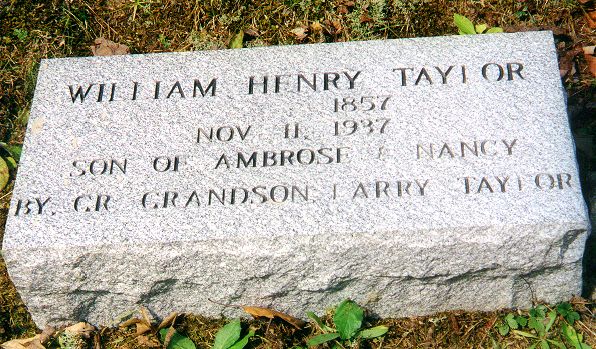 WILLIAM HENRY TAYLOR
1857
NOV. 11, 1937
SON OF AMBROSE & NANCY
BY. GR. GRANDSON, LARRY TAYLOR